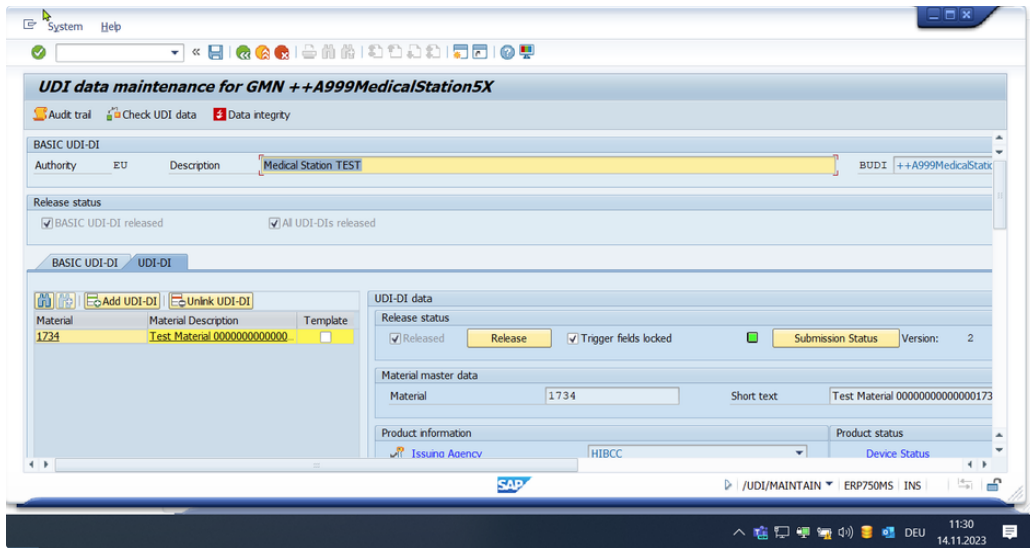 System Help
UDI data maintenance for GMN ++A999MedicalStation5X
Audit trail Check UDI data Data integrity
BASIC UDI-DI
Authority EU Description Medical Station TEST BUDI ++A999MedicalStatic
Release status
BASIC UDI-DI released All UDI-DIs released
BASIC UDI-DI UDI-DI
Add UDI-DI Unlink UDI-DI
Material Material Description Template
1734 Test Material 0000000000000...
UDI-DI data
Release status
Released Release Trigger fields locked Submission Status Version: 2
Material master data
Material 1734 Short text Test Material 00000000000000173
Product information Product status
Issuing Agency HIBCC Device Status
SAP /UDI/MAINTAIN ERP750MS INS
DEU 11:30
14.11.2023